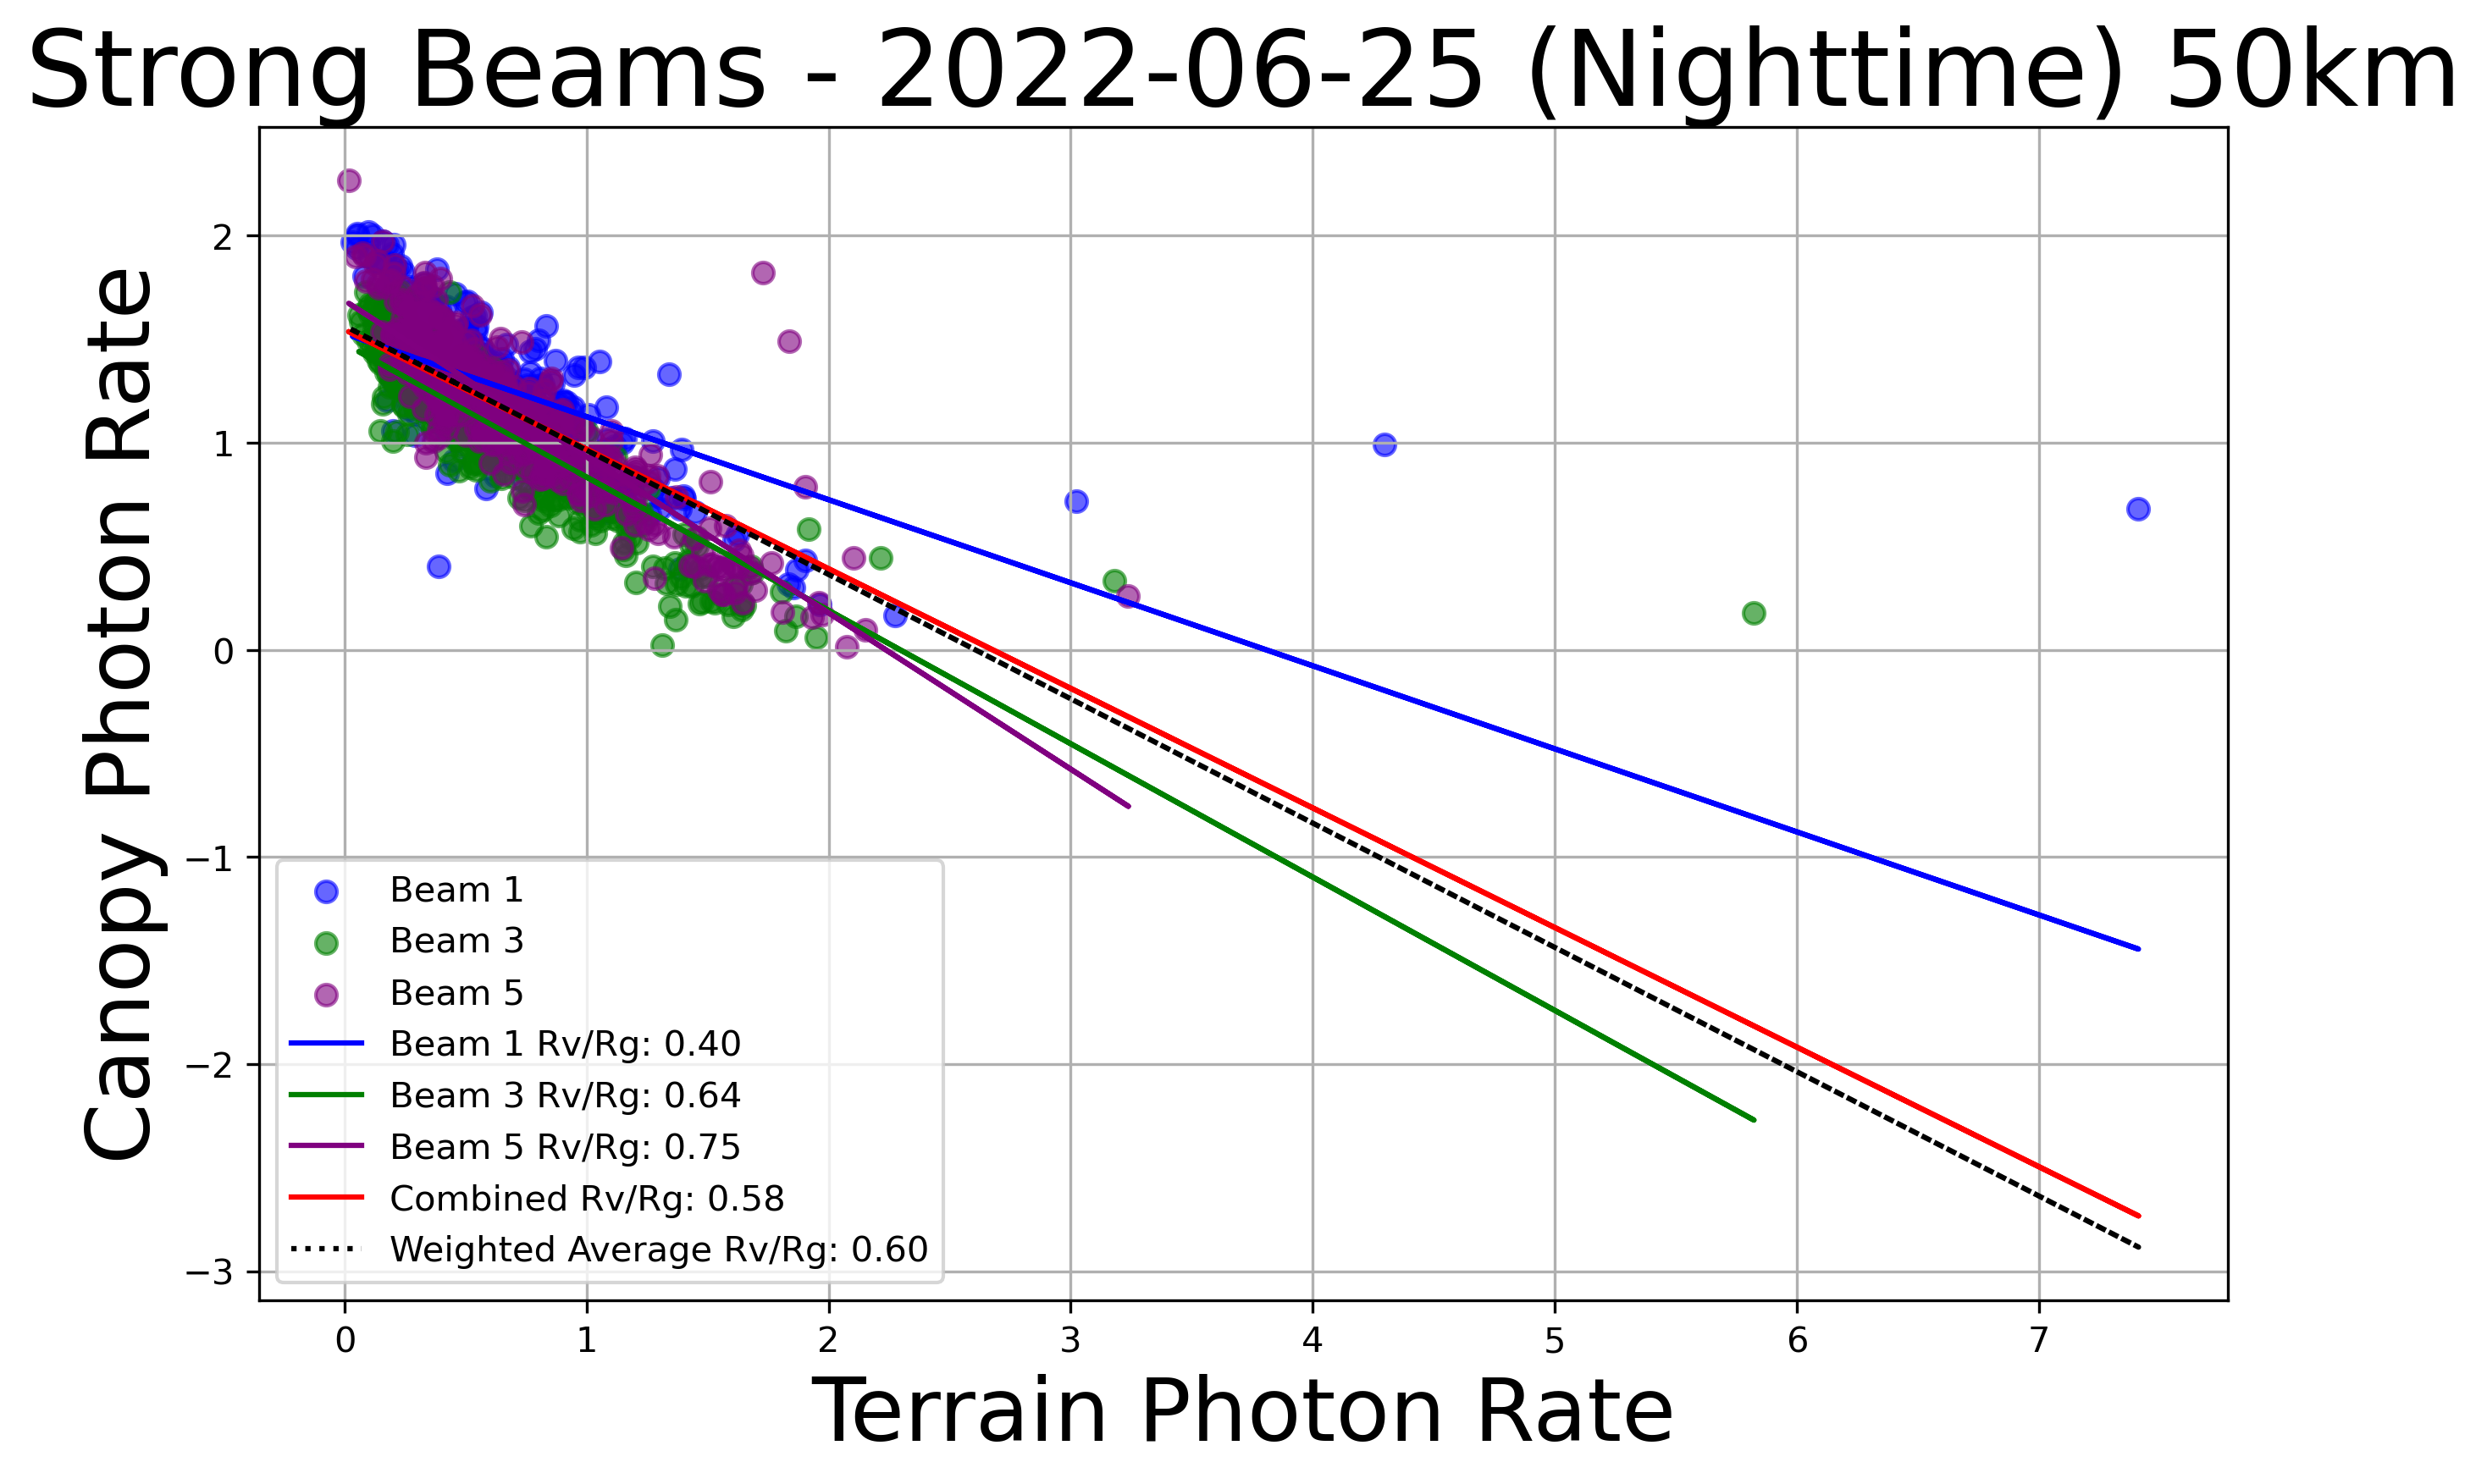 Strong Beams - 2022-06-25 (Nighttime) 50km
Canopy Photon Rate
2
1
0
−1
−2
−3
Beam 1
Beam 3
Beam 5
Beam 1 Rv/Rg: 0.40
Beam 3 Rv/Rg: 0.64
Beam 5 Rv/Rg: 0.75
Combined Rv/Rg: 0.58
Weighted Average Rv/Rg: 0.60
0 1 2 3 4 5 6 7
Terrain Photon Rate